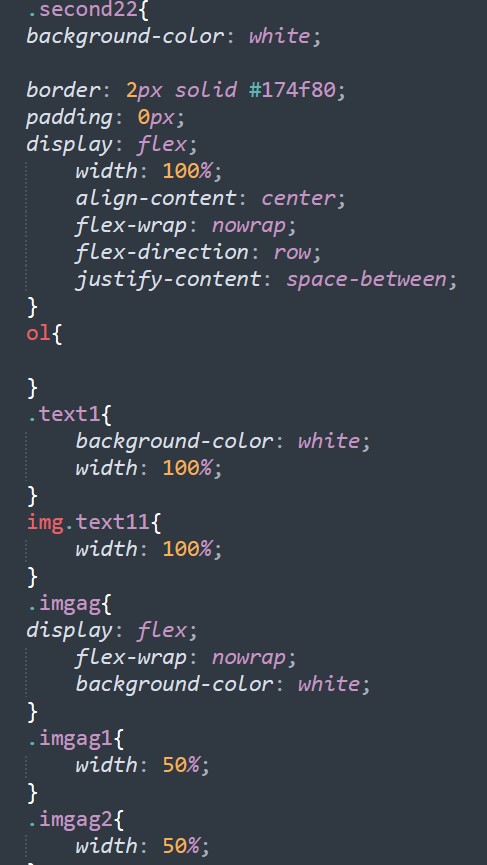 .second22{
background-color: white;
border: 2px solid #174f80;
padding: 0px;
display: flex;
width: 100%;
align-content: center;
flex-wrap: nowrap;
flex-direction: row;
justify-content: space-between;
}
ol{
}
.text1{
background-color: white;
width: 100%;
}
img.text11{
width: 100%;
}
.imgag{
display: flex;
flex-wrap: nowrap;
background-color: white;
}
.imgag1{
width: 50%;
}
.imgag2{
width: 50%;
}